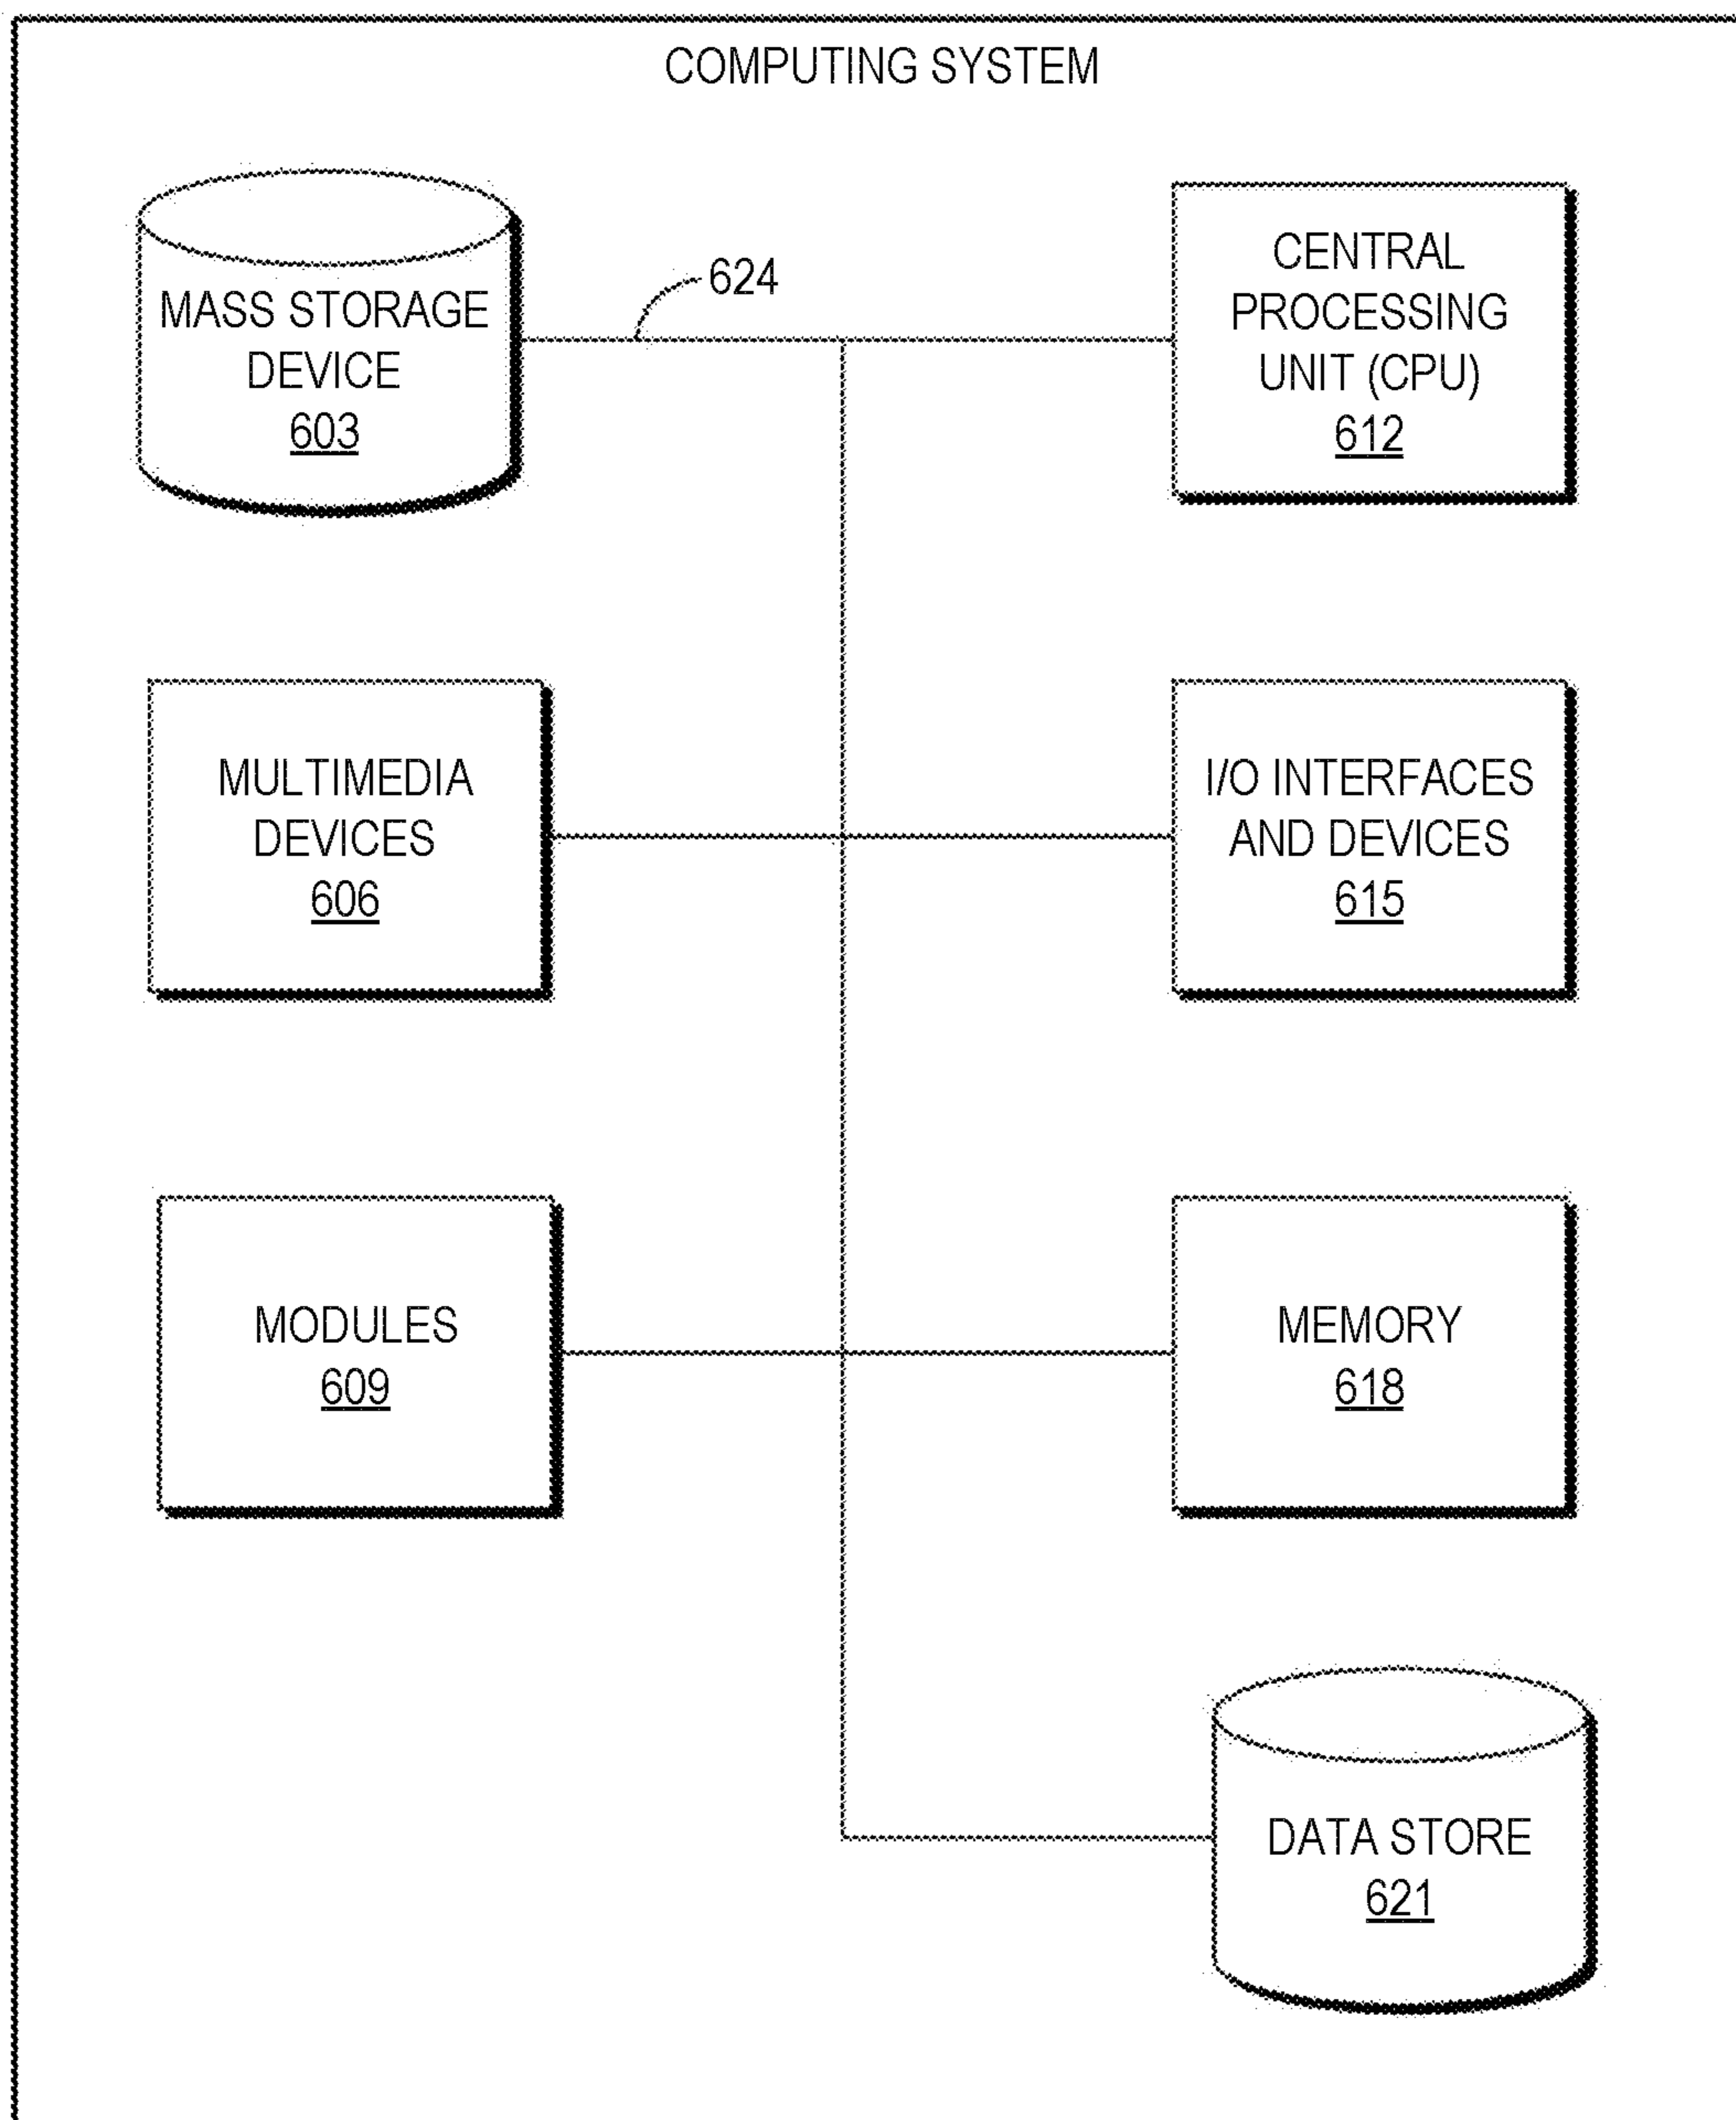 COMPUTING SYSTEM
MASS STORAGE
DEVICE
603
624
CENTRAL
PROCESSING
UNIT (CPU)
612
MULTIMEDIA
DEVICES
606
I/O INTERFACES
AND DEVICES
615
MODULES
609
MEMORY
618
DATA STORE
621